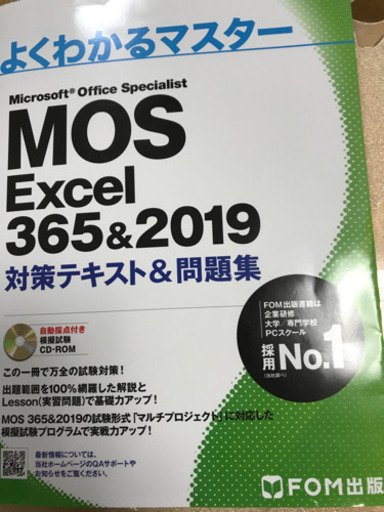 よくわかるマスター
Microsoft® Office Specialist
MOS
Excel
365&2019
対策テキスト&問題集
FOM出版書籍は
企業研修
大学/専門学校
PCスクール
採用No.1
(当社調べ)
自動採点付き
模擬試験
CD-ROM
この一冊で万全の試験対策!
出題範囲を100%網羅した解説と
Lesson(実習問題)で基礎力アップ!
MOS 365&2019の試験形式「マルチプロジェクト」に対応した
模擬試験プログラムで実戦力アップ!
最新情報については、
当社ホームページのQAサポートや
お知らせをご覧ください。
FOM出版